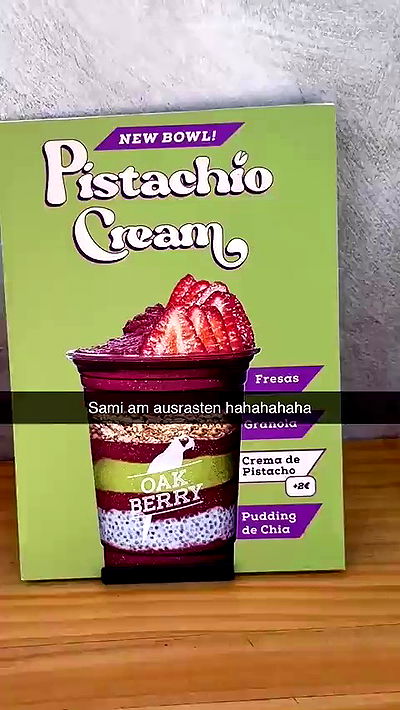 NEW BOWL!
Pistachio
Cream
Fresas
Sami am ausrasten hahahahaha
Granola
Crema de
Pistacho
+2€
OAK
BERRY
Pudding
de Chia